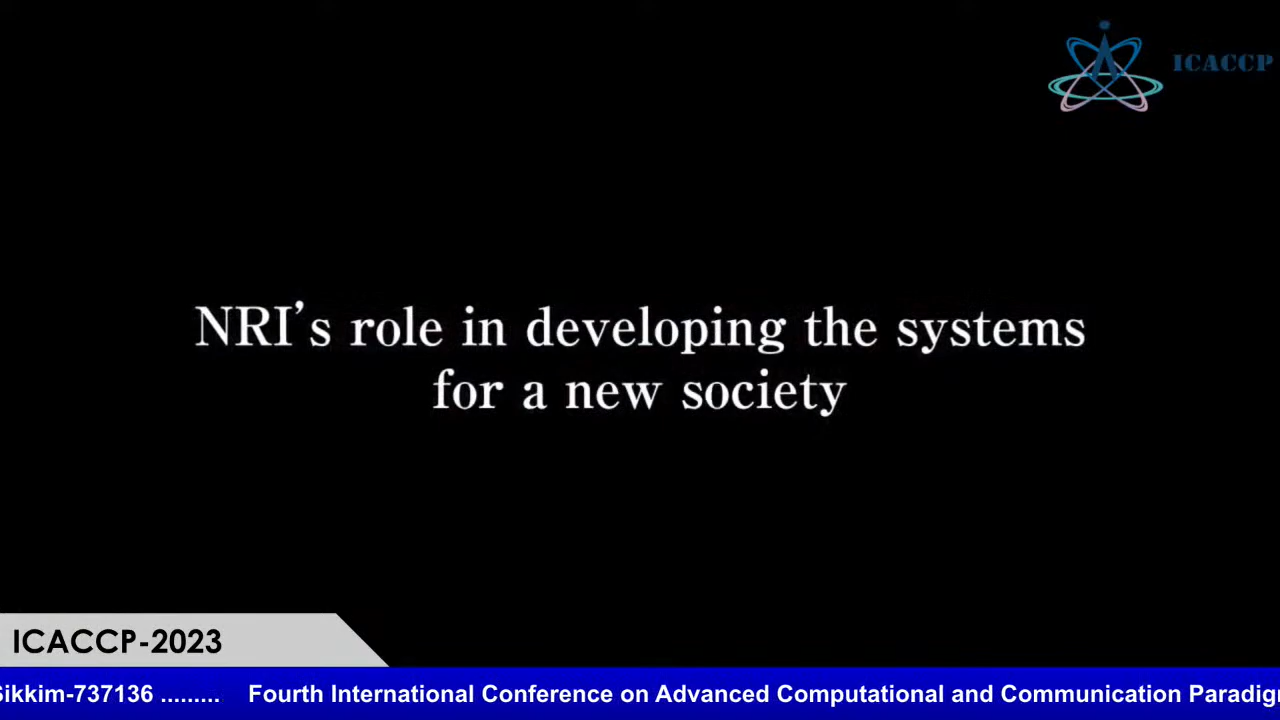 ICACCP
NRI's role in developing the systems
for a new society
ICACCP-2023
Sikkim-737136 ......... Fourth International Conference on Advanced Computational and Communication